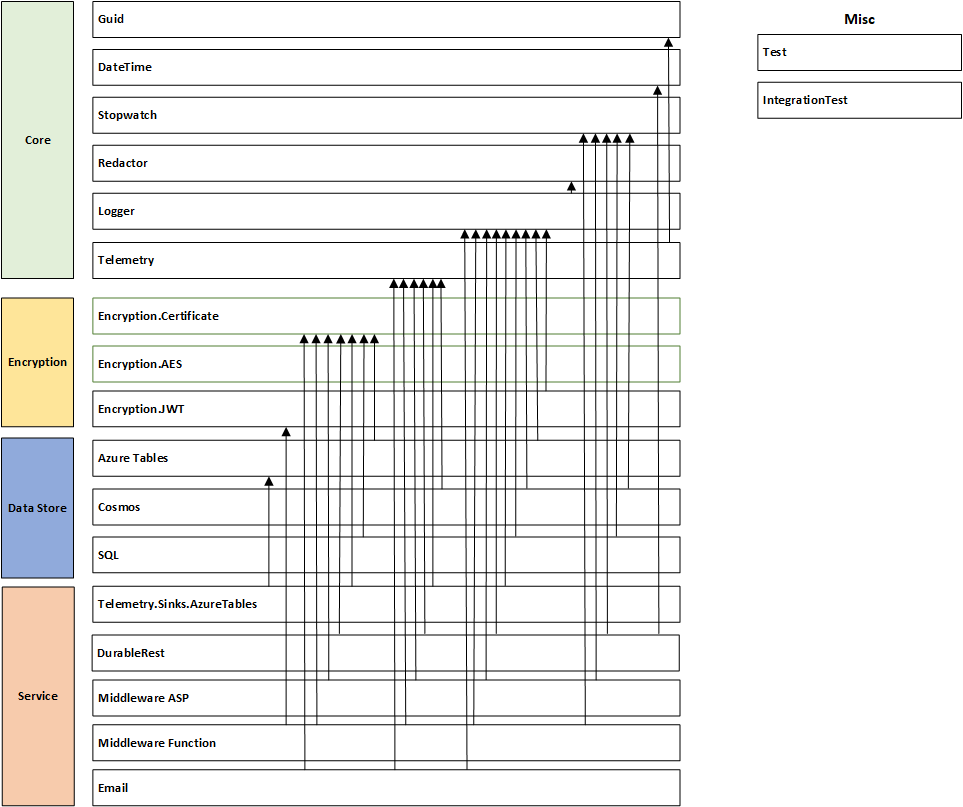 Core
Guid
DateTime
Stopwatch
Redactor
Logger
Telemetry
Encryption
Encryption.Certificate
Encryption.AES
Encryption.JWT
Data Store
Azure Tables
Cosmos
SQL
Service
Telemetry.Sinks.AzureTables
DurableRest
Middleware ASP
Middleware Function
Email
Misc
Test
IntegrationTest